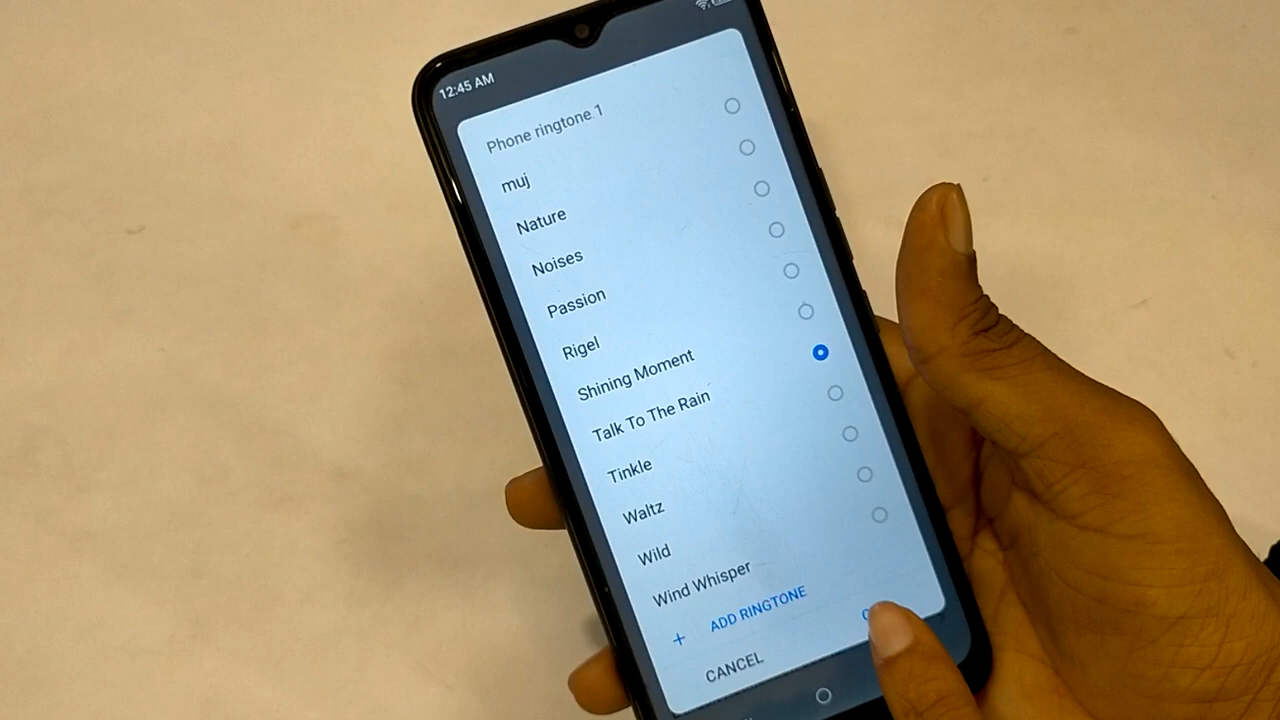 12:45 AM
Phone ringtone 1
muj
Nature
Noises
Passion
Rigel
Shining Moment
Talk To The Rain
Tinkle
Waltz
Wild
Wind Whisper
+ ADD RINGTONE
CANCEL